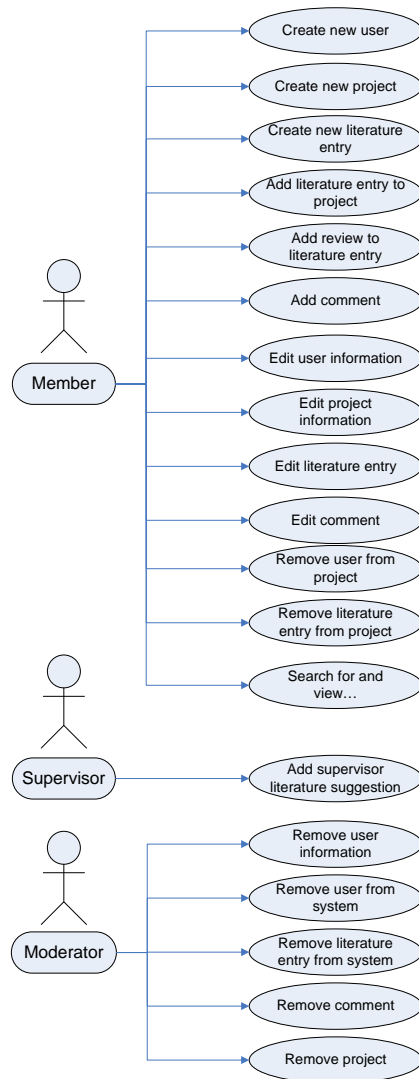 Create new user
Create new project
Create new literature
entry
Add literature entry to
project
Add review to
literature entry
Add comment
Edit user information
Member
Edit project
information
Edit literature entry
Edit comment
Remove user from
project
Remove literature
entry from project
Search for and
view…
Supervisor
Add supervisor
literature suggestion
Remove user
information
Remove user from
system
Moderator
Remove literature
entry from system
Remove comment
Remove project